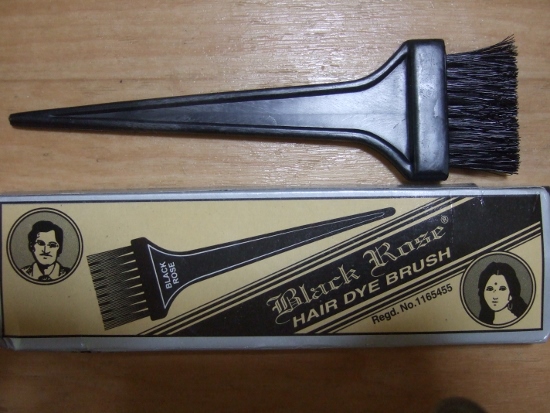 BLACK
ROSE
Black Rose®
HAIR DYE BRUSH
Regd. No.1165455